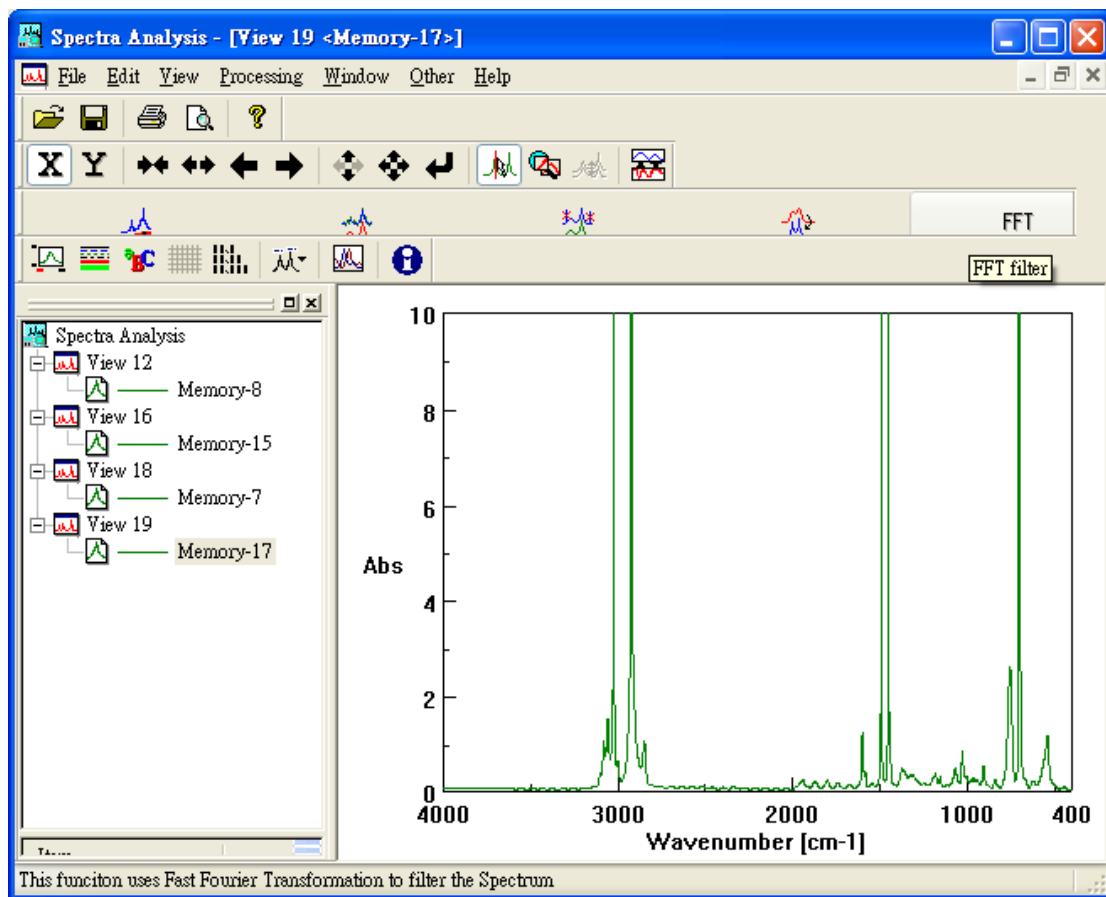 Spectra Analysis - [View 19 <Memory-17>]
File Edit View Processing Window Other Help
X Y
FFT
BC
FFT filter
Spectra Analysis
View 12
Memory-8
View 16
Memory-15
View 18
Memory-7
View 19
Memory-17
10
8
6
Abs
4
2
0
4000 3000 2000 1000 400
Wavenumber [cm-1]
This funciton uses Fast Fourier Transformation to filter the Spectrum